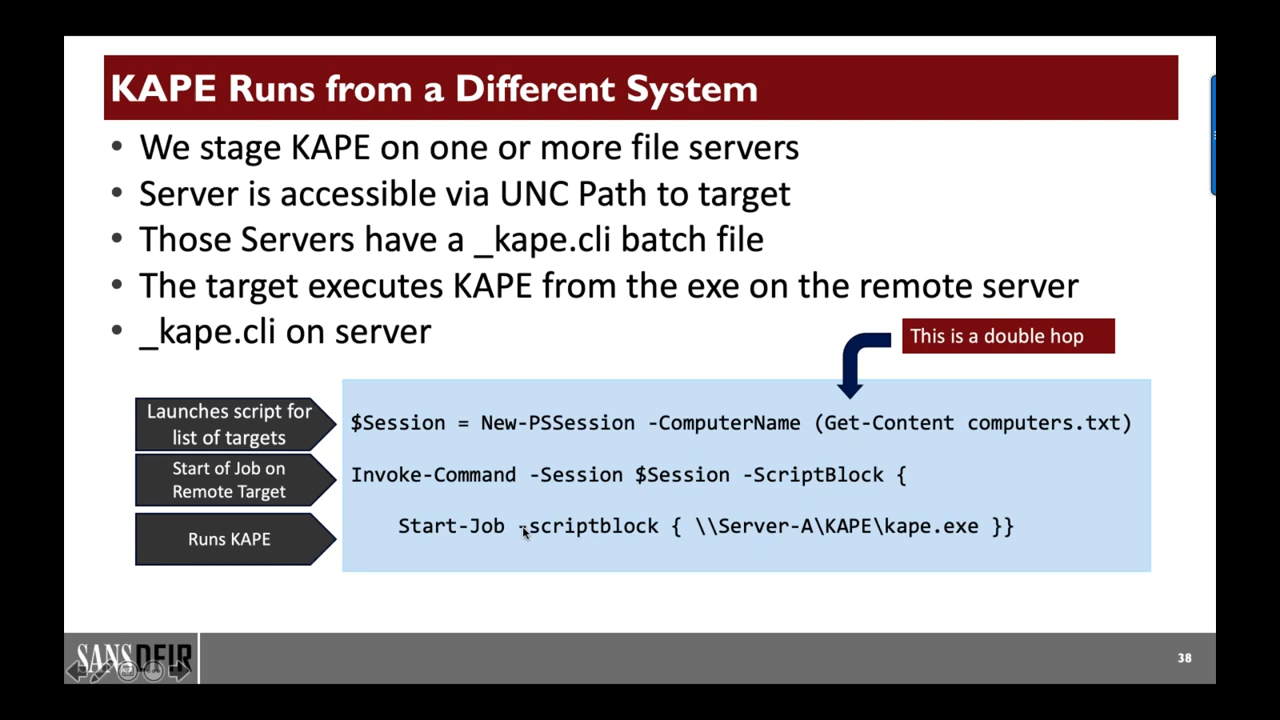 KAPE Runs from a Different System
• We stage KAPE on one or more file servers
• Server is accessible via UNC Path to target
• Those Servers have a _kape.cli batch file
• The target executes KAPE from the exe on the remote server
• _kape.cli on server
This is a double hop
Launches script for
list of targets
$Session = New-PSSession -ComputerName (Get-Content computers.txt)
Start of Job on
Remote Target
Invoke-Command -Session $Session -ScriptBlock {
Runs KAPE
Start-Job -scriptblock { \\Server-A\KAPE\kape.exe }}
SANS DFIR
38